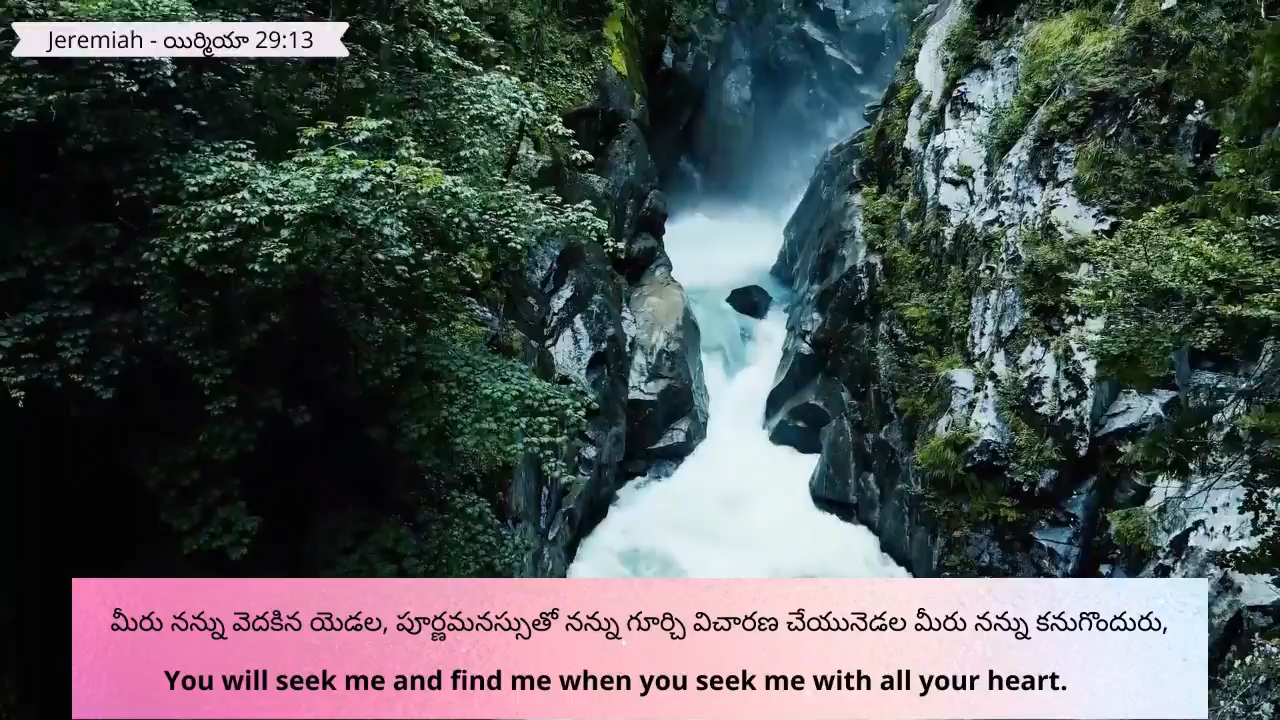 Jeremiah - యిర్మియా 29:13
మీరు నన్ను వెదకిన యెడల, పూర్ణమనస్సుతో నన్ను గూర్చి విచారణ చేయునెడల మీరు నన్ను కనుగొందురు,
You will seek me and find me when you seek me with all your heart.